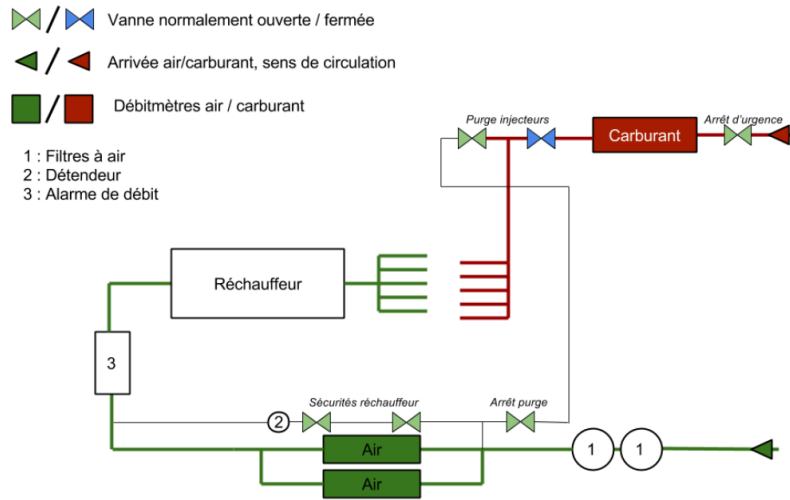 Vanne normalement ouverte / fermée
Arrivée air/carburant, sens de circulation
Débitmètres air / carburant
1 : Filtres à air
2 : Détendeur
3 : Alarme de débit
Purge injecteurs
Arrêt d'urgence
Carburant
Réchauffeur
3
Sécurités réchauffeur
Arrêt purge
2
Air
1
1
Air